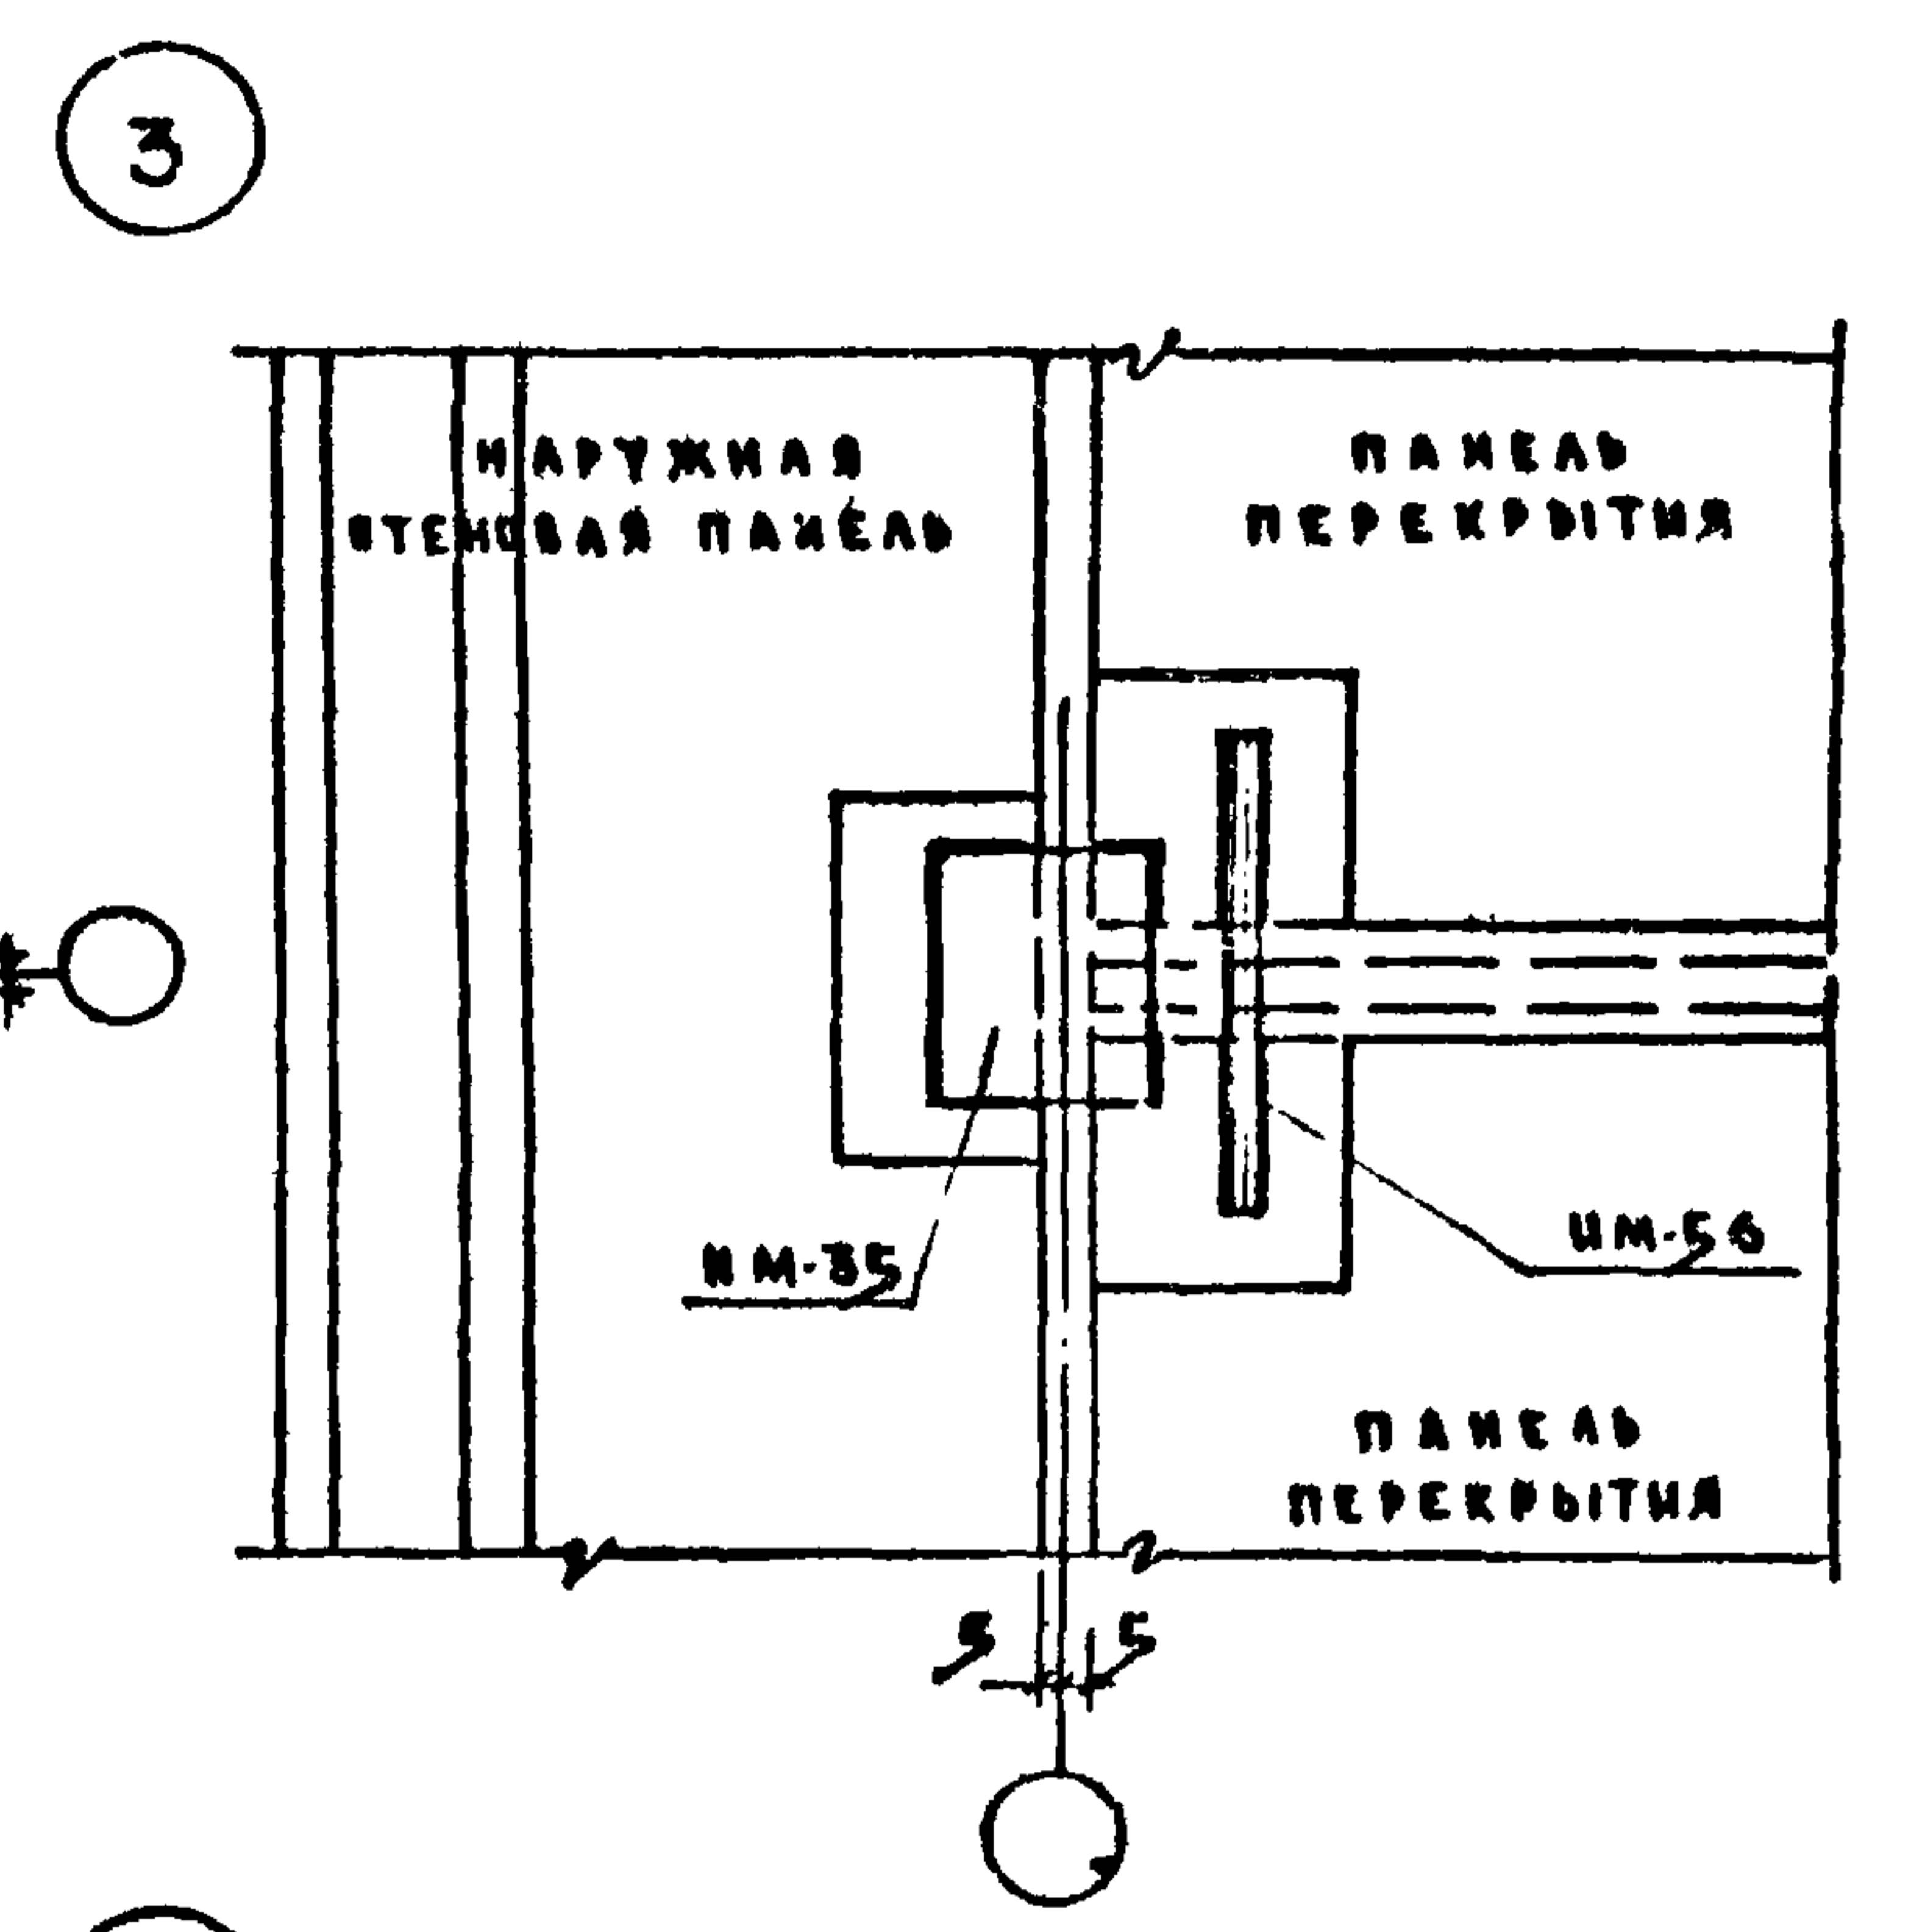 3
НАРУЖНАЯ
СТЕНОВАЯ ПАНЕЛЬ
ПАНЕЛЬ
ПЕРЕКРЫТИЯ
ИМ-35
ИМ-56
ПАНЕЛЬ
ПЕРЕКРЫТИЯ
5 5